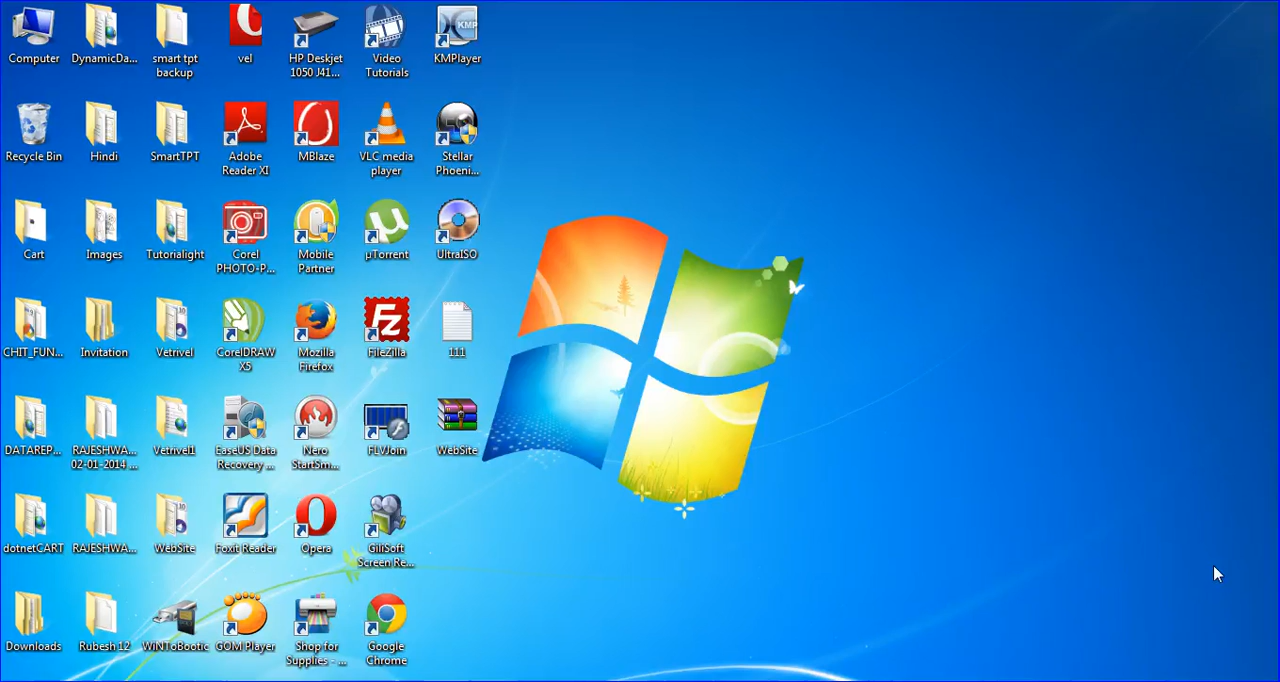 Computer
DynamicDa...
smart tpt
backup
vel
HP Deskjet
1050 J41...
Video
Tutorials
KMPlayer
KMP
Recycle Bin
Hindi
SmartTPT
Adobe
Reader XI
MBlaze
VLC media
player
Stellar
Phoeni...
Cart
Images
Tutorialight
Corel
PHOTO-P...
Mobile
Partner
µTorrent
UltraISO
CHIT_FUN...
Invitation
Vetrivel
CorelDRAW
X5
Mozilla
Firefox
Fz
FileZilla
111
DATAREP...
RAJESHWA...
02-01-2014 ...
Vetrivel1
EaseUS Data
Recovery ...
Nero
StartSm...
FLVJoin
WebSite
dotnetCART
RAJESHWA...
WebSite
Foxit Reader
Opera
GiliSoft
Screen Re...
Downloads
Rubesh 12
WiNToBootic
GOM Player
Shop for
Supplies - ...
Google
Chrome